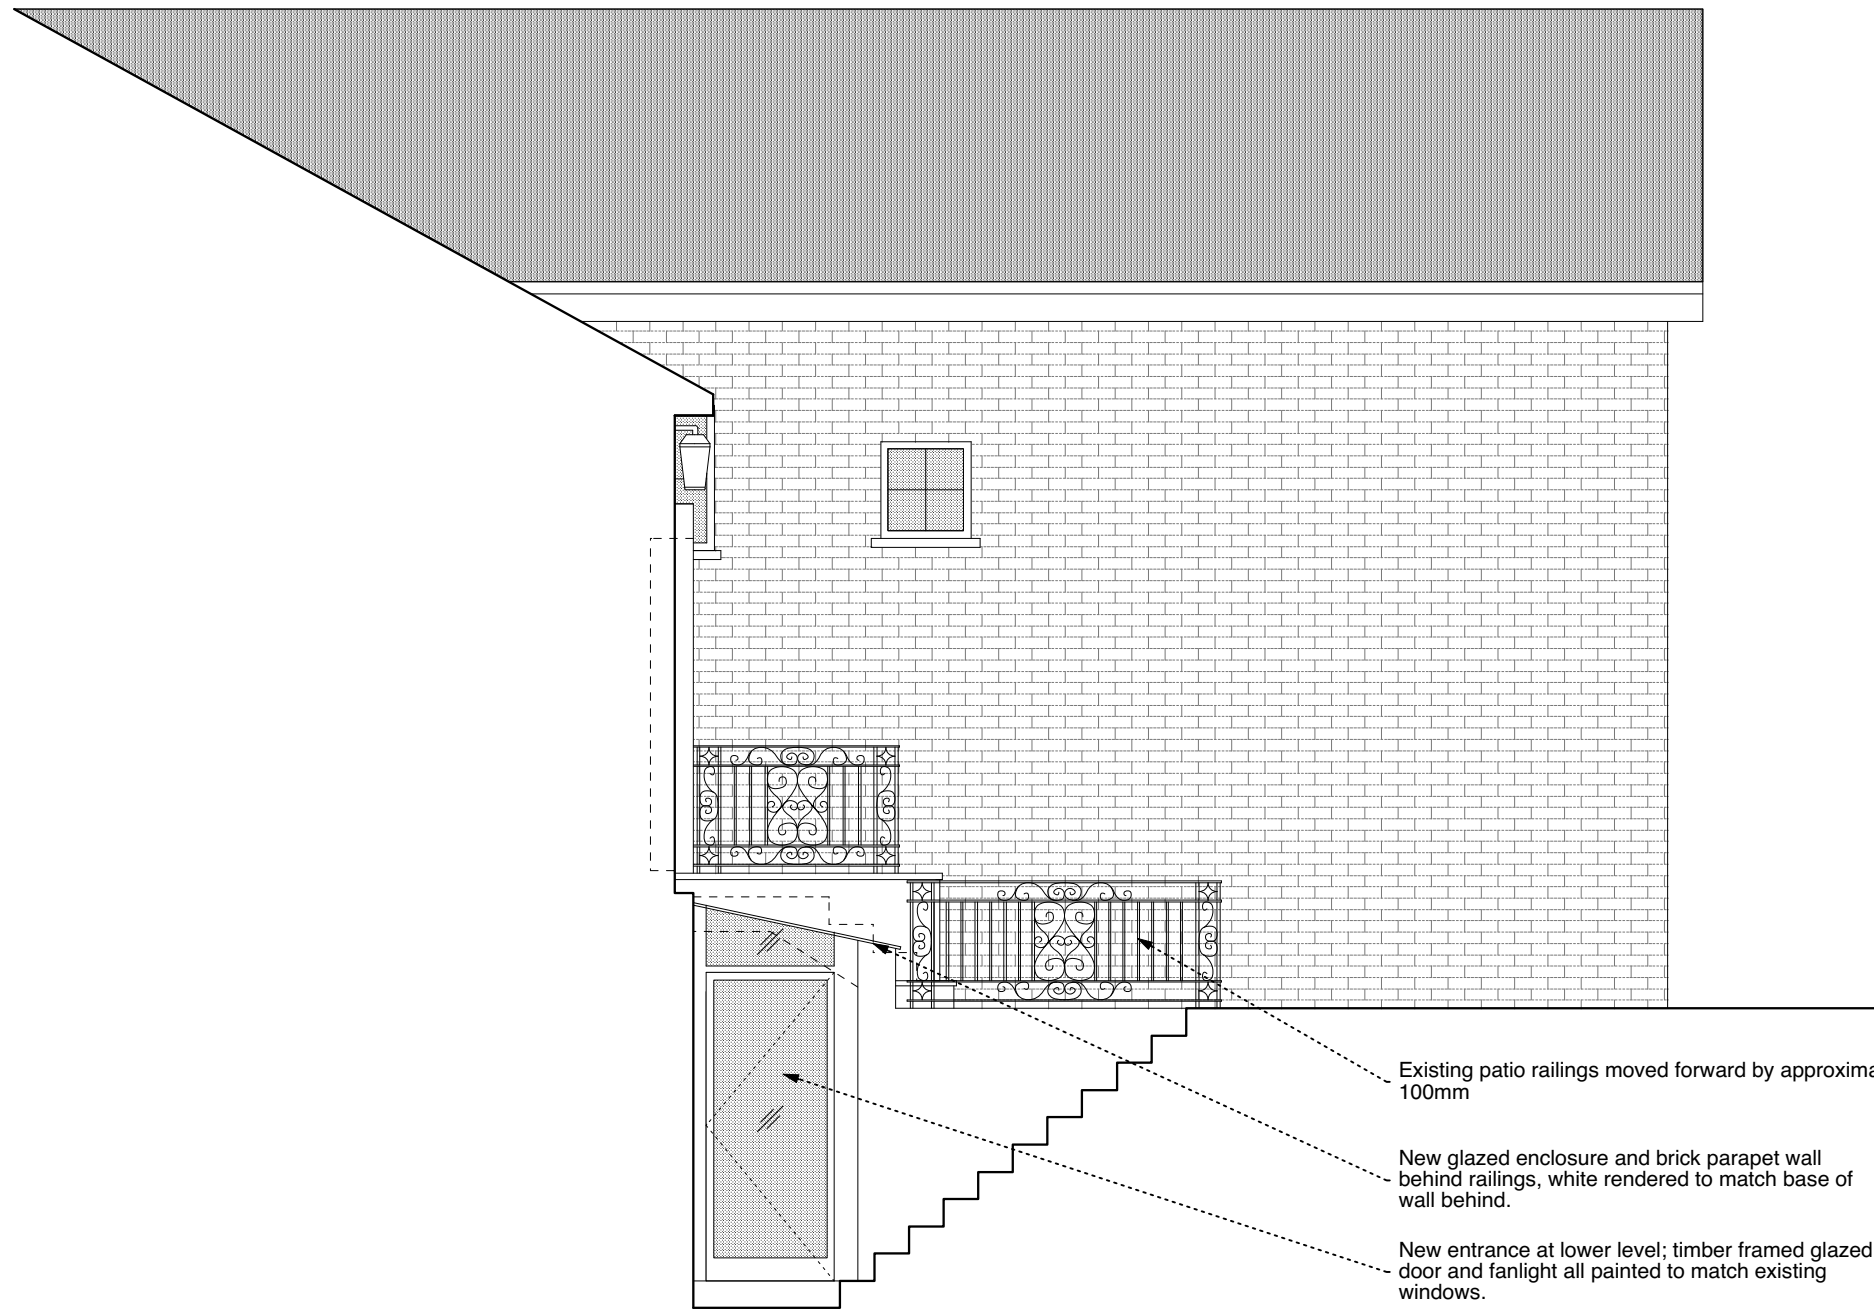 Existing patio railings moved forward by
100mm
New glazed enclosure and brick parapet wall
behind railings, white rendered to match base of
wall behind.
New entrance at lower level; timber framed glazed
door and fanlight all painted to match existing
windows.